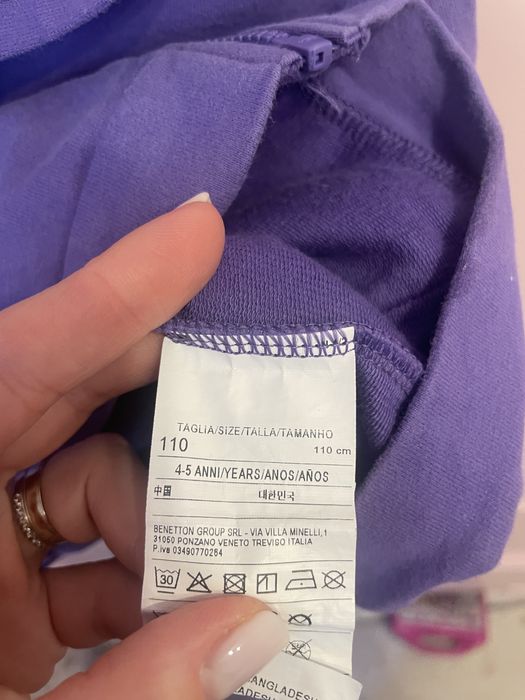 TAGLIA/SIZE/TALLA/TAMANHO
110 110 cm
4-5 ANNI/YEARS/ANOS/AÑOS
中国 대한민국
BENETTON GROUP SRL - VIA VILLA MINELLI,1
31050 PONZANO VENETO TREVISO ITALIA
P.iva 03490770264
30